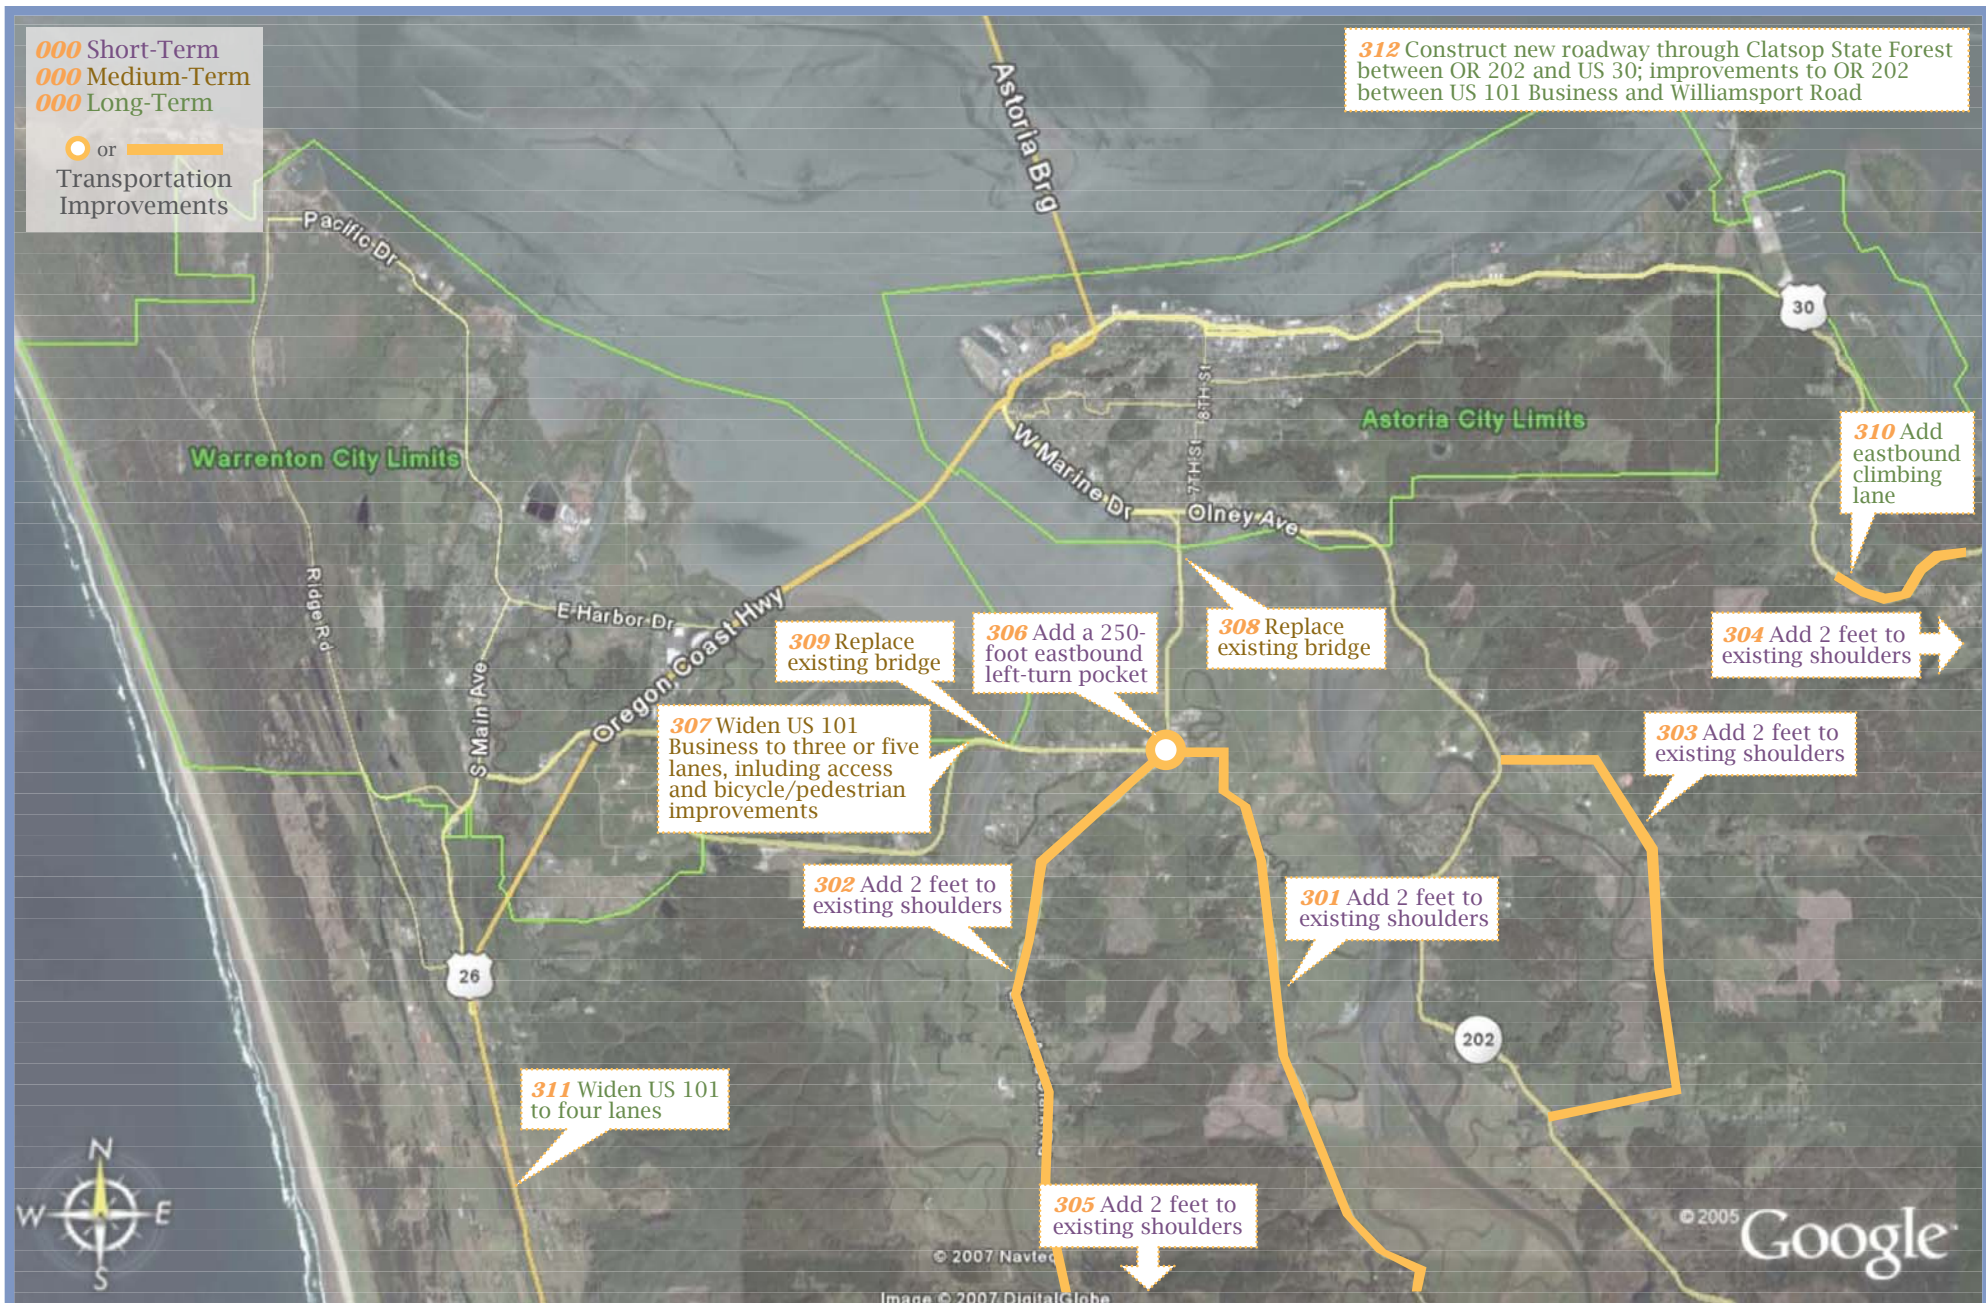 000 Short-Term
000 Medium-Term
000 Long-Term
or
Transportation
Improvements
312 Construct new roadway through Clatsop State Forest
between OR 202 and US 30; improvements to OR 202
between US 101 Business and Williamsport Road
Astoria Brg
Pacific Dr
30
8TH St
Astoria City Limits
Warrenton City Limits
W Marine Dr
7TH St
Olney Ave
310 Add
eastbound
climbing
lane
Ridge Rd
E Harbor Dr
Oregon Coast Hwy
S Main Ave
309 Replace
existing bridge
306 Add a 250-
foot eastbound
left-turn pocket
308 Replace
existing bridge
304 Add 2 feet to
existing shoulders
307 Widen US 101
Business to three or five
lanes, inluding access
and bicycle/pedestrian
improvements
303 Add 2 feet to
existing shoulders
302 Add 2 feet to
existing shoulders
301 Add 2 feet to
existing shoulders
26
202
311 Widen US 101
to four lanes
305 Add 2 feet to
existing shoulders
N
W E
S
© 2007 Navteq
Image © 2007 DigitalGlobe
© 2005 Google